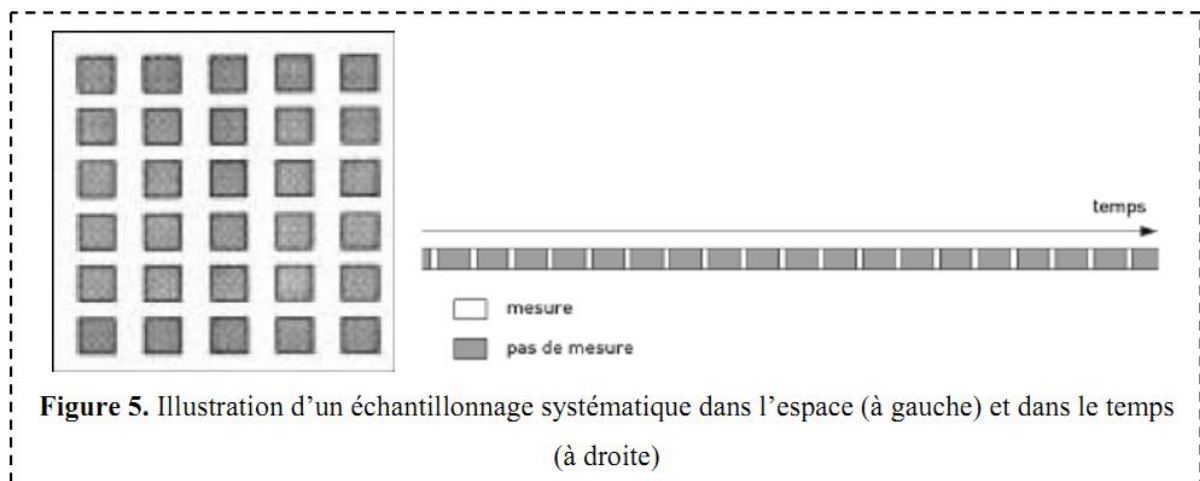 temps
mesure
pas de mesure
Figure 5. Illustration d’un échantillonnage systématique dans l’espace (à gauche) et dans le temps
(à droite)